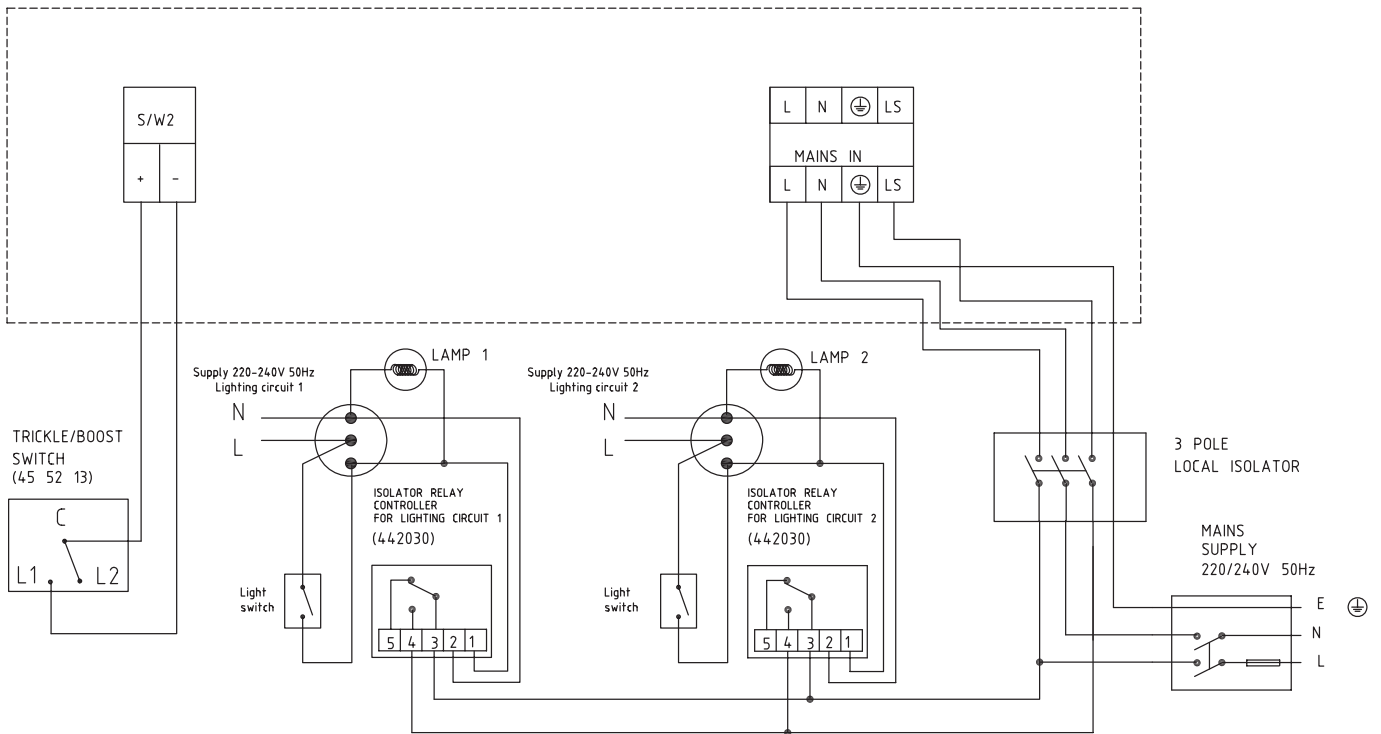 S/W2
+ -
L N LS
MAINS IN
L N LS
LAMP 1
Supply 220-240V 50Hz
Lighting circuit 1
N
L
LAMP 2
Supply 220-240V 50Hz
Lighting circuit 2
N
L
TRICKLE/BOOST
SWITCH
(45 52 13)
C
L1 L2
ISOLATOR RELAY
CONTROLLER
FOR LIGHTING CIRCUIT 1
(442030)
Light
switch
5 4 3 2 1
ISOLATOR RELAY
CONTROLLER
FOR LIGHTING CIRCUIT 2
(442030)
Light
switch
5 4 3 2 1
3 POLE
LOCAL ISOLATOR
MAINS
SUPPLY
220/240V 50Hz
E
N
L